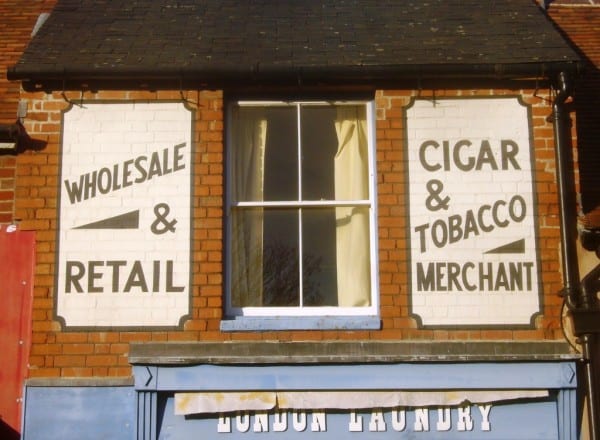 WHOLESALE
&
RETAIL
CIGAR
&
TOBACCO
MERCHANT
LONDON LAUNDRY